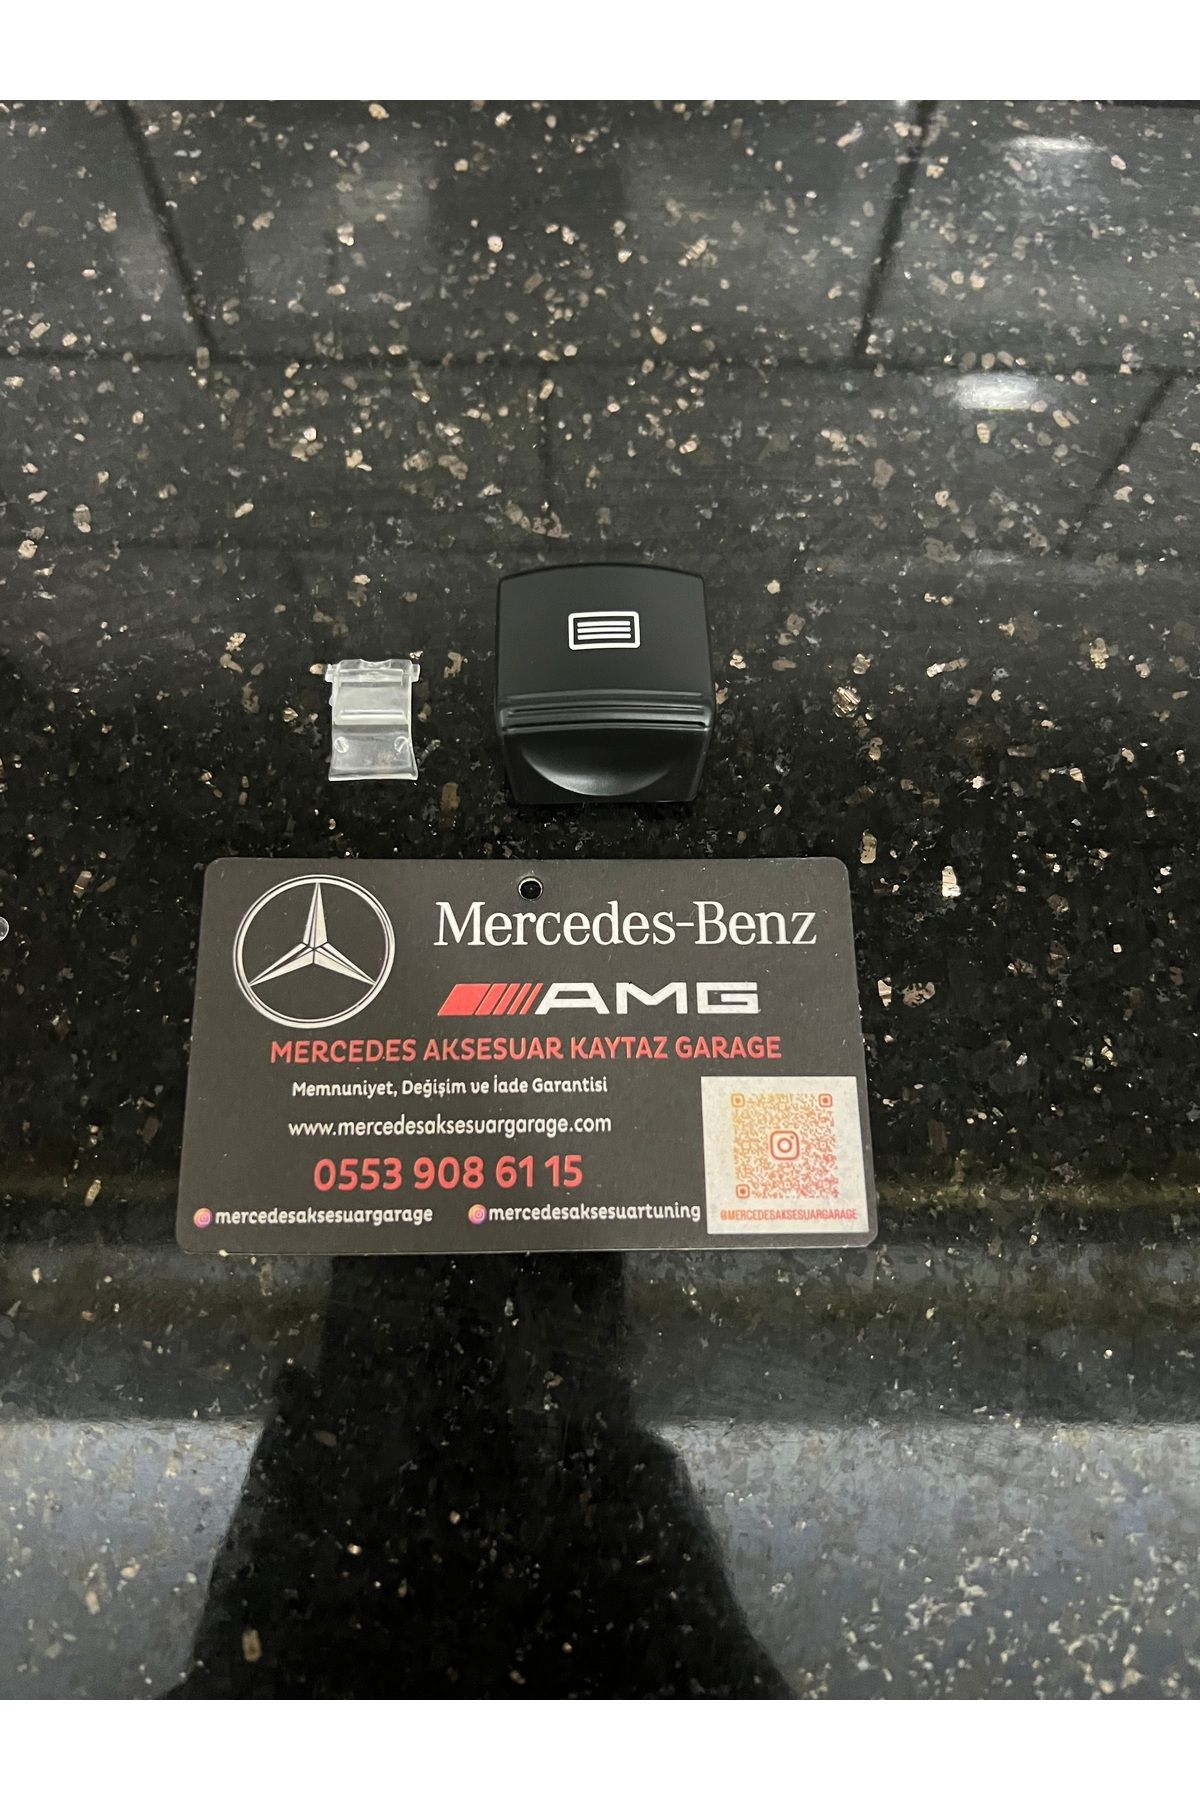 Mercedes-Benz
AMG
MERCEDES AKSESUAR KAYTAZ GARAGE
Memnuniyet, Değişim ve İade Garantisi
www.mercedesaksesuargarage.com
0553 908 61 15
mercedesaksesuargarage
mercedesaksesuartuning
@MERCEDESAKSESUARGARAGE